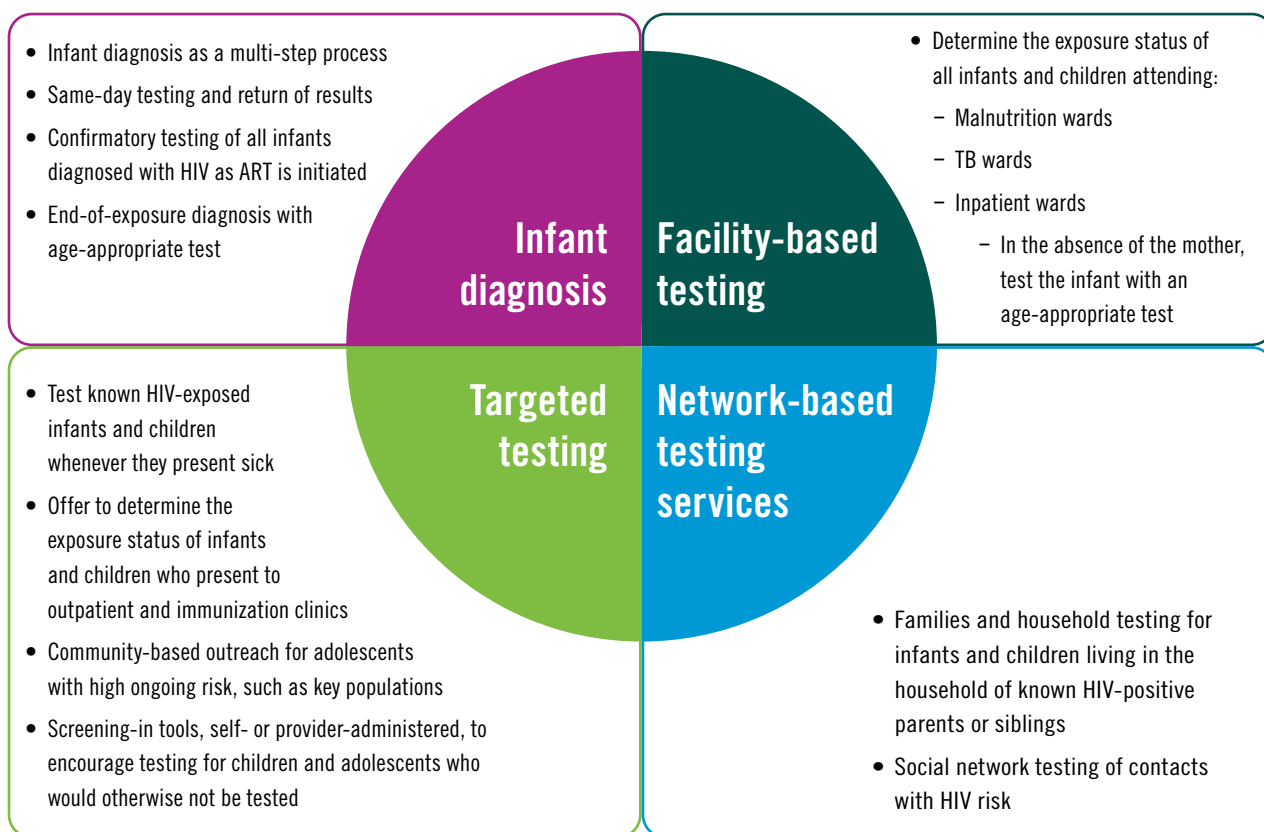 • Infant diagnosis as a multi-step process
• Same-day testing and return of results
• Confirmatory testing of all infants
diagnosed with HIV as ART is initiated
• End-of-exposure diagnosis with
age-appropriate test
Infant
diagnosis
Facility-based
testing
• Determine the exposure status of
all infants and children attending:
– Malnutrition wards
– TB wards
– Inpatient wards
– In the absence of the mother,
test the infant with an
age-appropriate test
• Test known HIV-exposed
infants and children
whenever they present sick
• Offer to determine the
exposure status of infants
and children who present to
outpatient and immunization clinics
• Community-based outreach for adolescents
with high ongoing risk, such as key populations
• Screening-in tools, self- or provider-administered, to
encourage testing for children and adolescents who
would otherwise not be tested
Targeted
testing
Network-based
testing
services
• Families and household testing for
infants and children living in the
household of known HIV-positive
parents or siblings
• Social network testing of contacts
with HIV risk